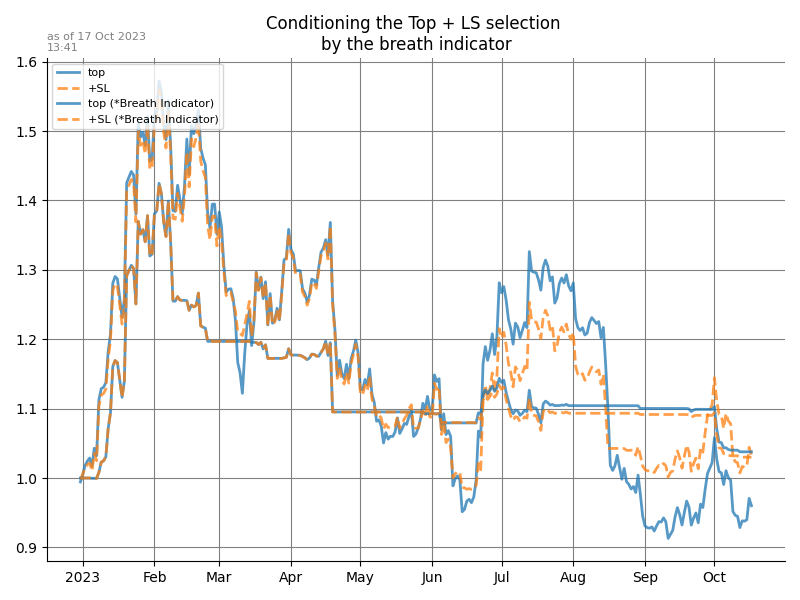 Conditioning the Top + LS selection
by the breath indicator
as of 17 Oct 2023
13:41
top
+SL
top (*Breath Indicator)
+SL (*Breath Indicator)
1.6
1.5
1.4
1.3
1.2
1.1
1.0
0.9
2023 Feb Mar Apr May Jun Jul Aug Sep Oct